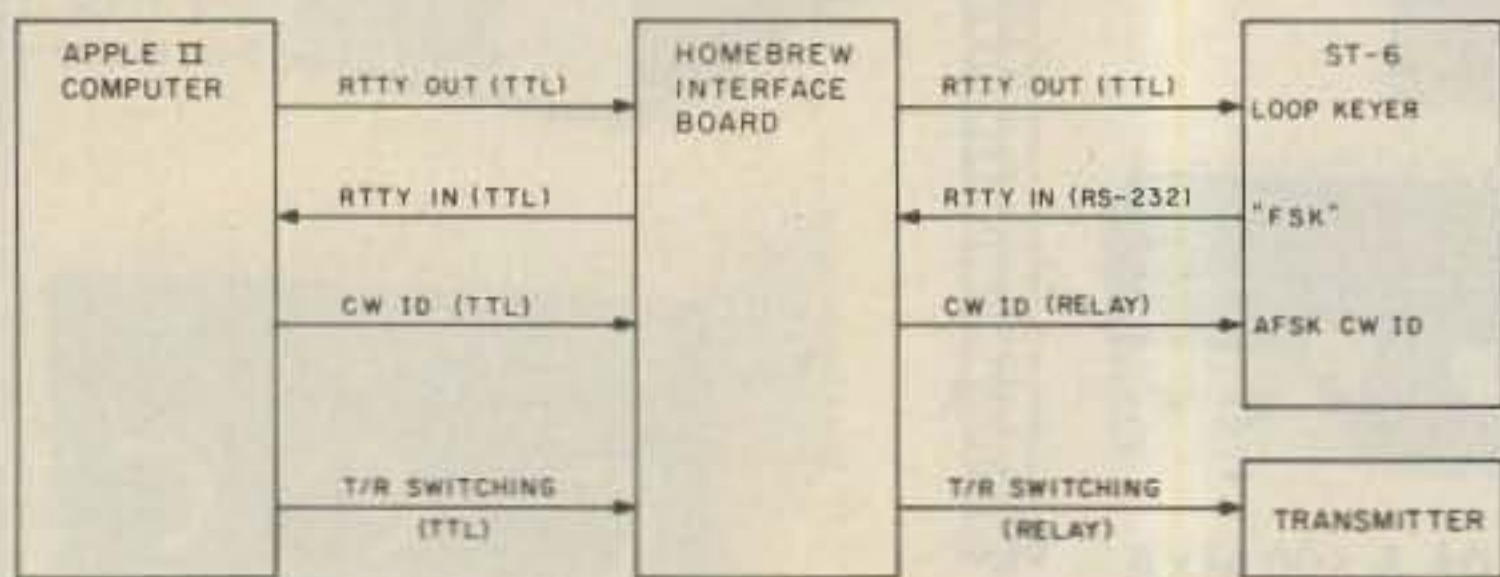 APPLE II
COMPUTER
RTTY OUT (TTL)
RTTY IN (TTL)
CW ID (TTL)
T/R SWITCHING
(TTL)
HOMEBREW
INTERFACE
BOARD
RTTY OUT (TTL)
RTTY IN (RS-232)
CW ID (RELAY)
T/R SWITCHING
(RELAY)
ST-6
LOOP KEYER
"FSK"
AFSK CW ID
TRANSMITTER